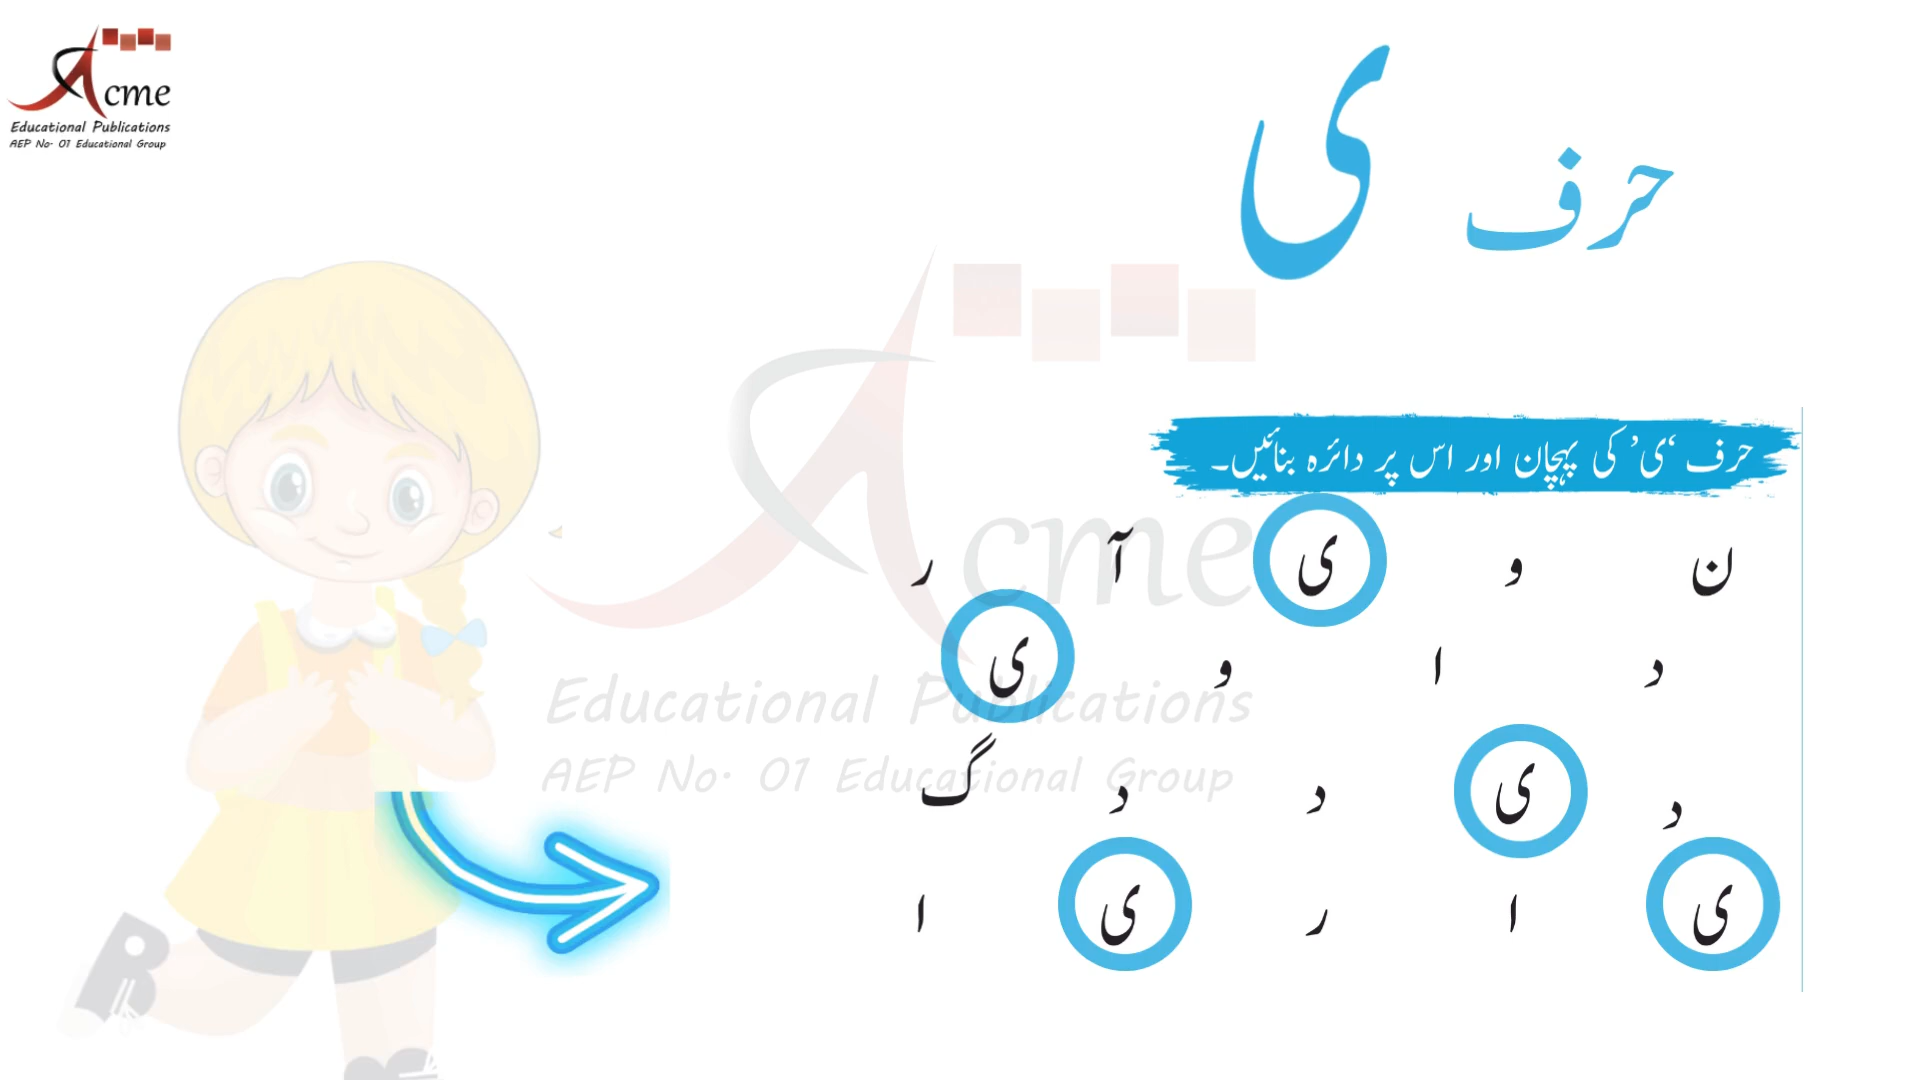 Acme
Educational Publications
AEP No. 01 Educational Group
حرف ی
حرف ‘ی’ کی پہچان اور اس پر دائرہ بنائیں۔
ن و ی آ ر
د ا و ی
د ی د د گ
ی ا ر ی ا
Acme
Educational Publications
AEP No. 01 Educational Group